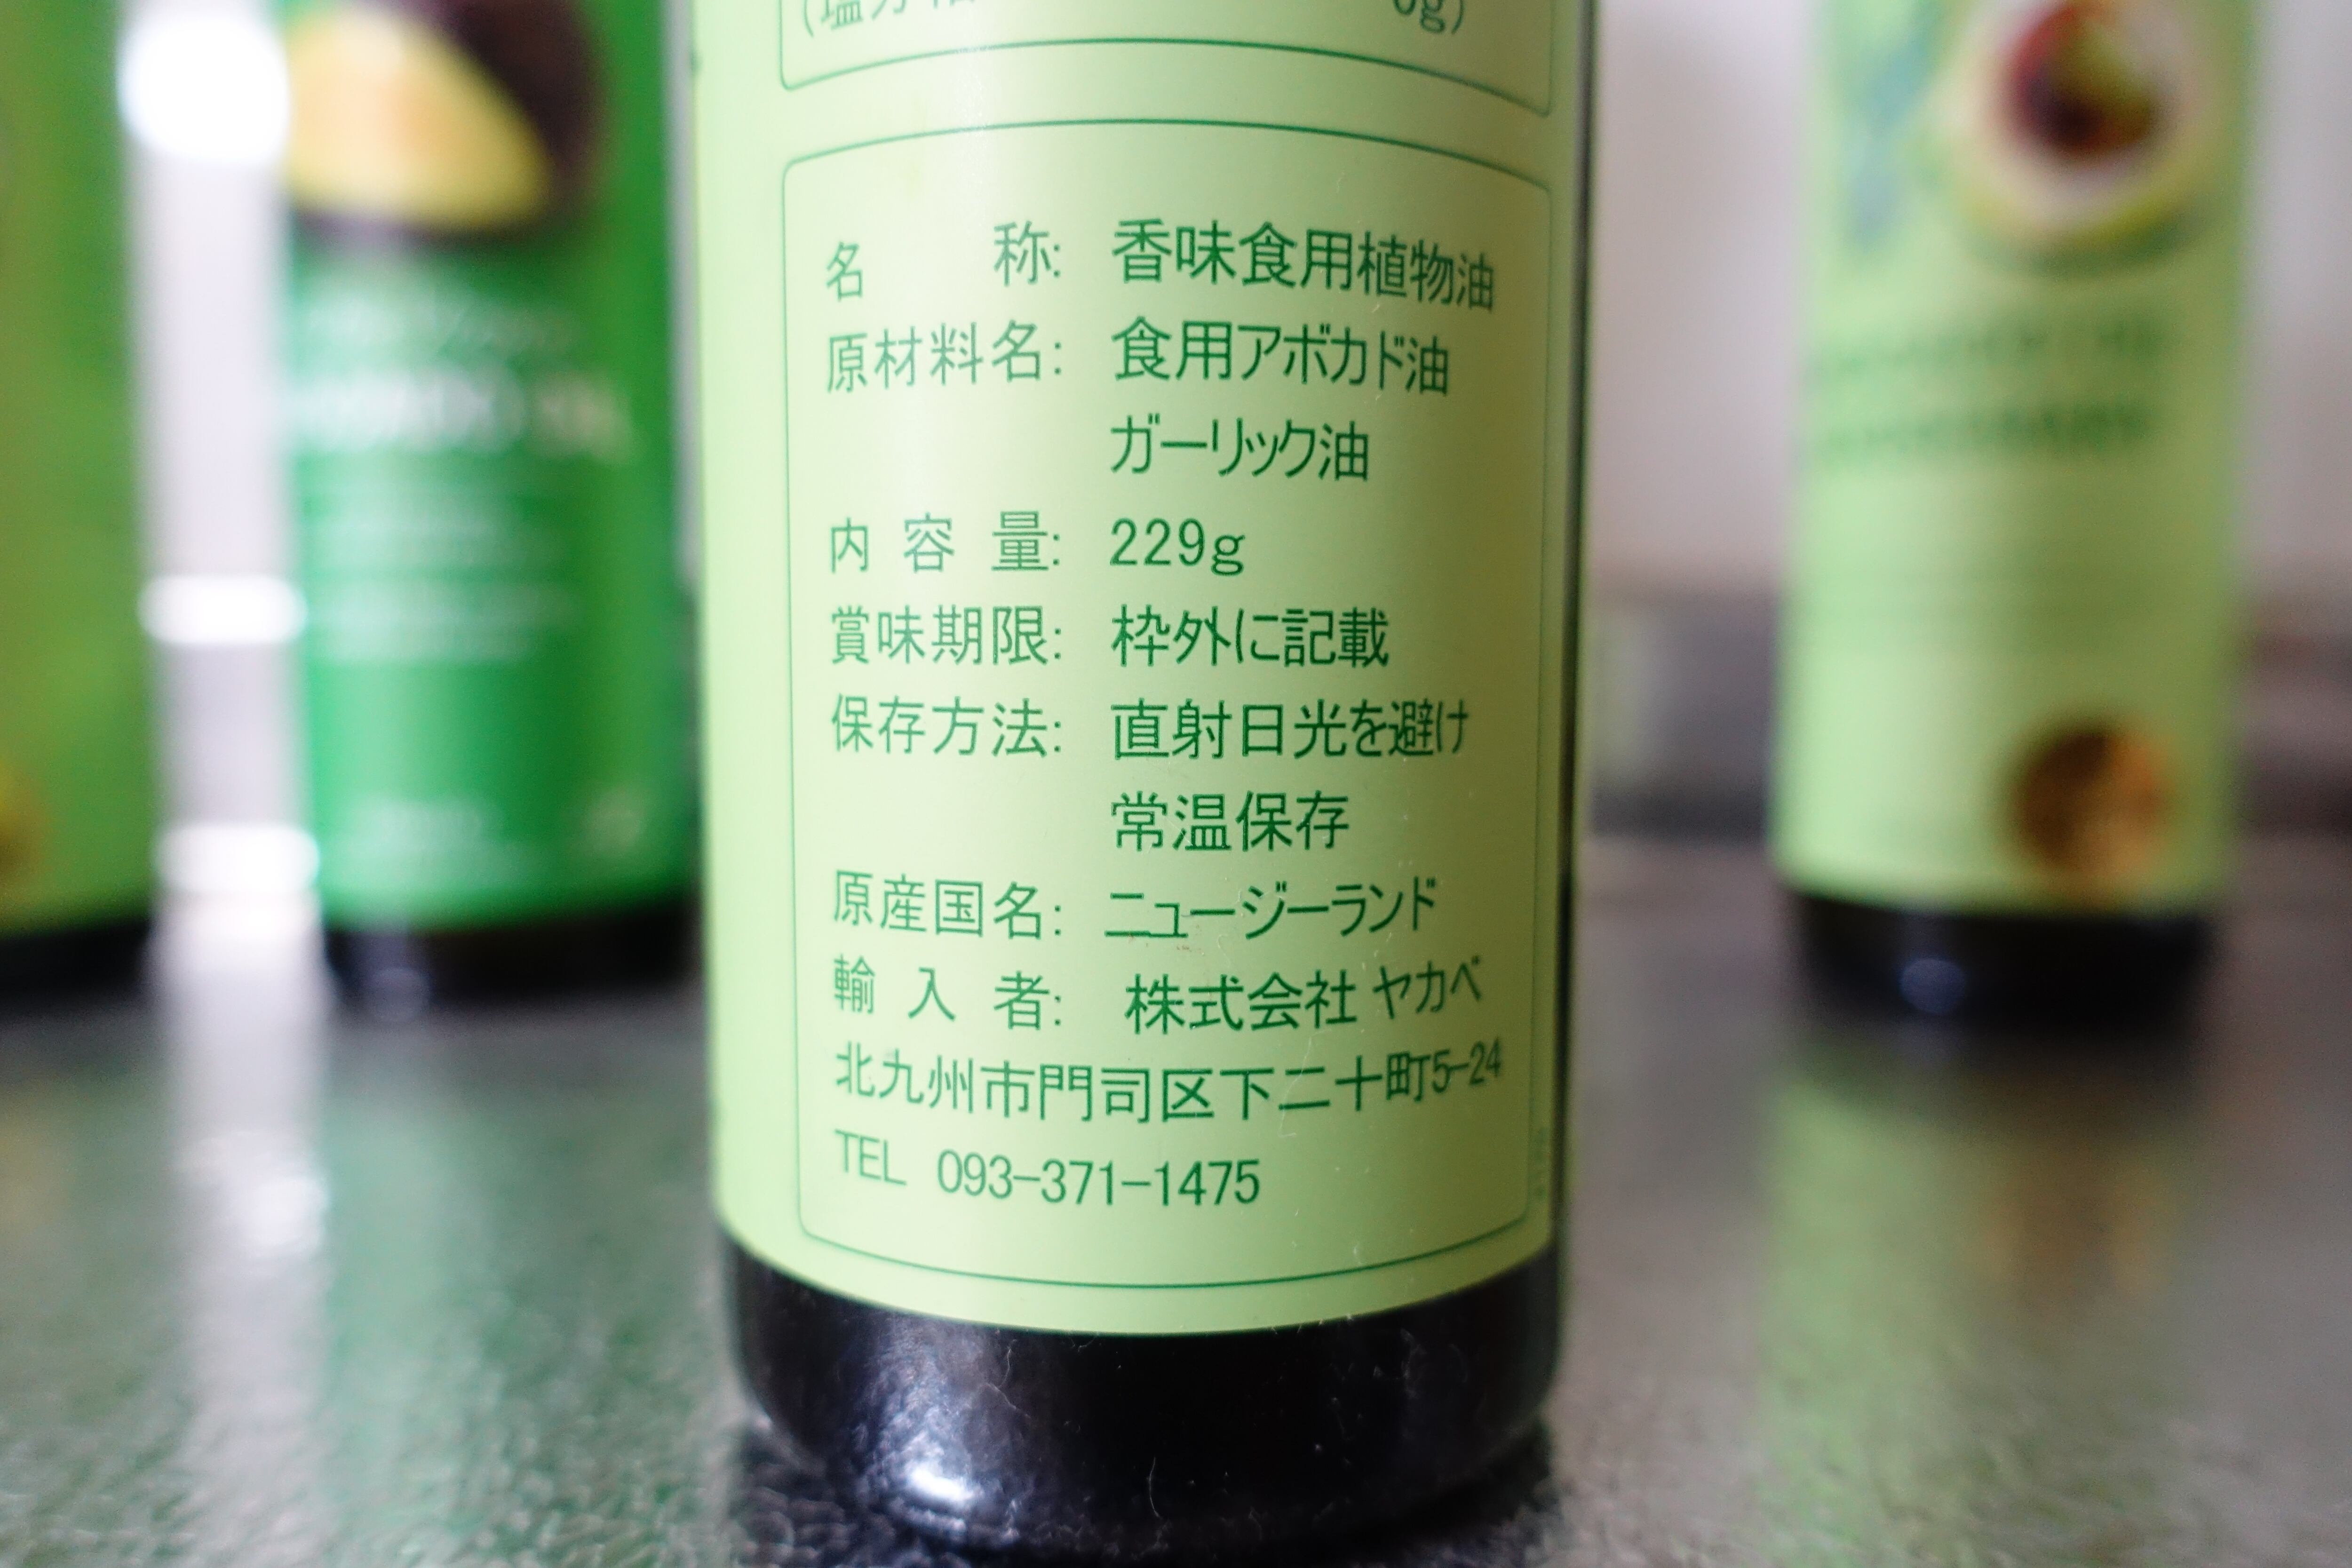 名称: 香味食用植物油
原材料名: 食用アボカド油
ガーリック油
内容量: 229g
賞味期限: 枠外に記載
保存方法: 直射日光を避け
常温保存
原産国名: ニュージーランド
輸入者: 株式会社 ヤカベ
北九州市門司区下二十町5-24
TEL 093-371-1475